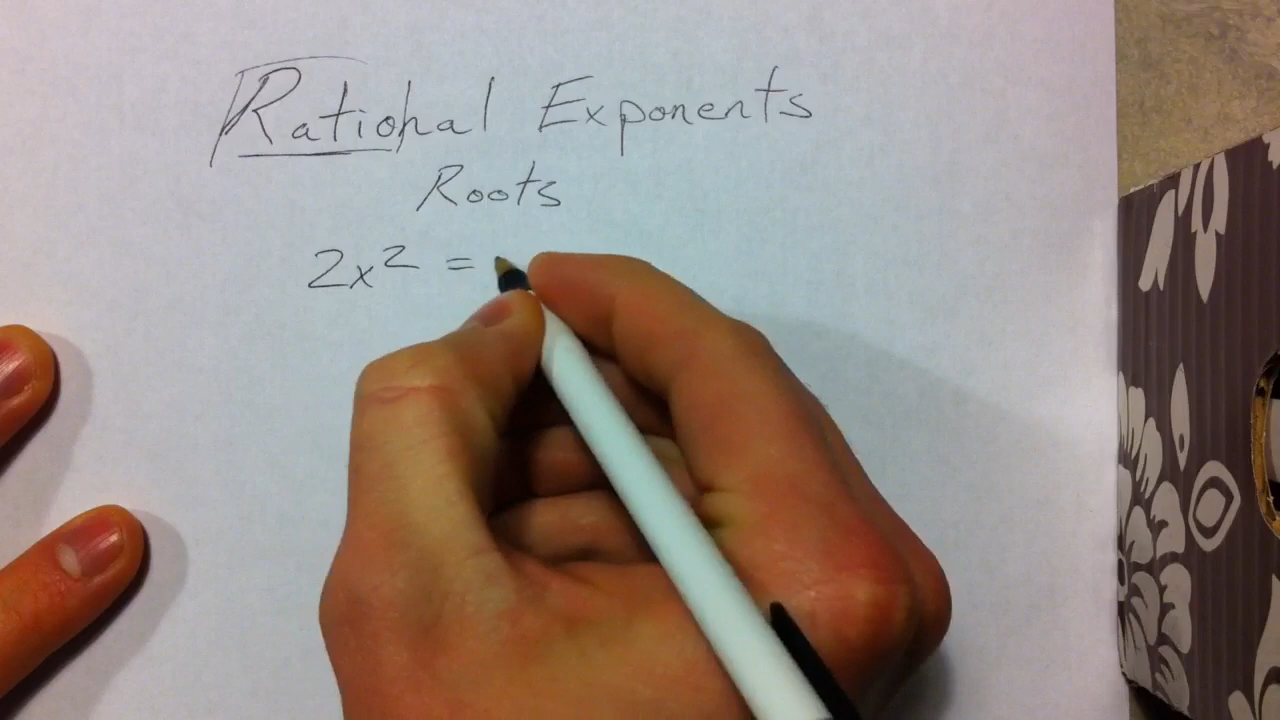 Rational Exponents
Roots
2x² =